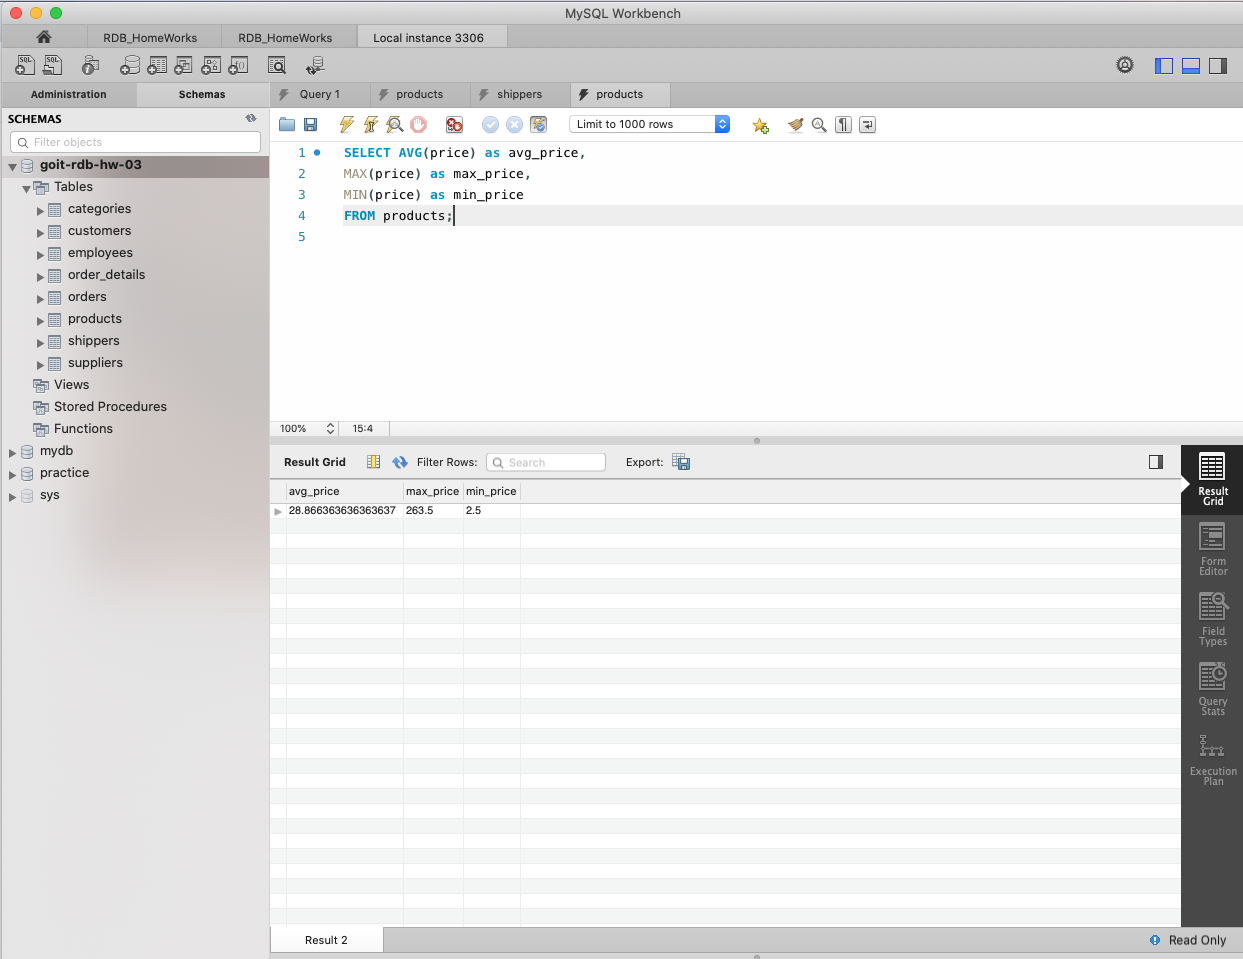 MySQL Workbench
RDB_HomeWorks
RDB_HomeWorks
Local instance 3306
SQL
SQL
Administration
Schemas
Query 1
products
shippers
products
SCHEMAS
Filter objects
goit-rdb-hw-03
Tables
categories
customers
employees
order_details
orders
products
shippers
suppliers
Views
Stored Procedures
Functions
mydb
practice
sys
Limit to 1000 rows
1 SELECT AVG(price) as avg_price,
2 MAX(price) as max_price,
3 MIN(price) as min_price
4 FROM products;
5
100%
15:4
Result Grid
Filter Rows:
Search
Export:
avg_price max_price min_price
28.866363636363637 263.5 2.5
Result
Grid
Form
Editor
Field
Types
Query
Stats
Execution
Plan
Result 2
Read Only